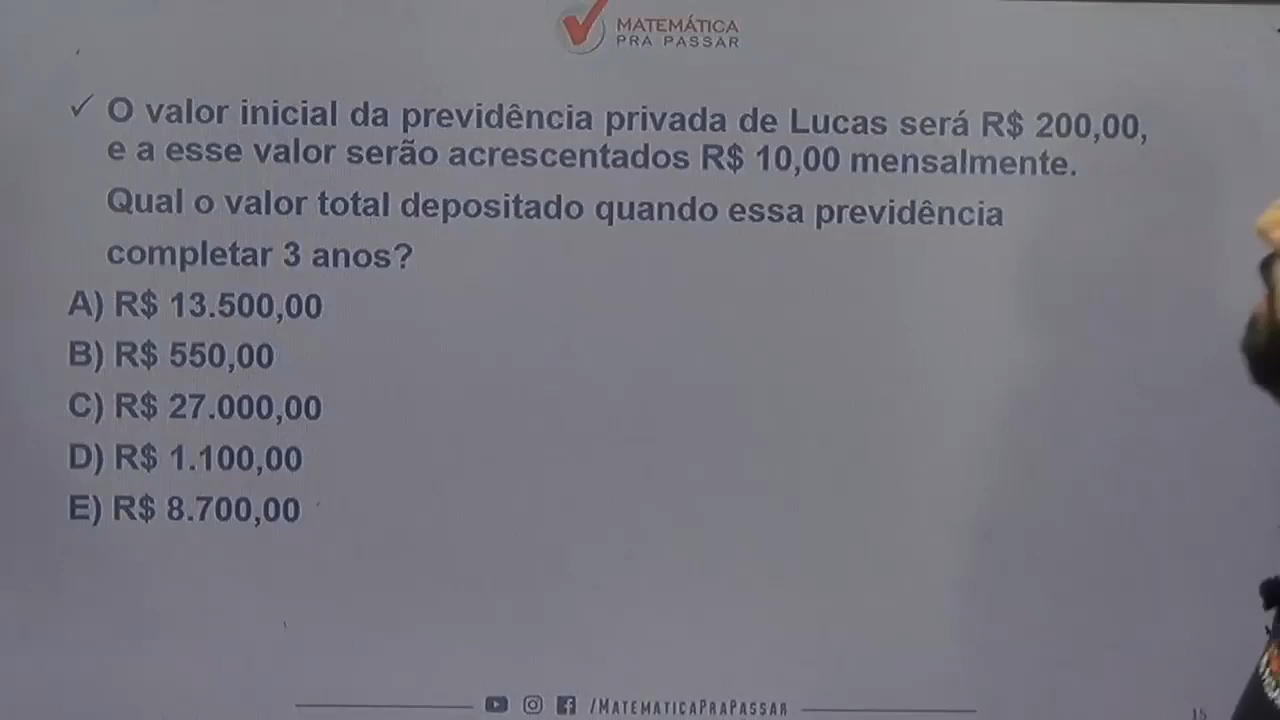 MATEMÁTICA
PRA PASSAR
✓ O valor inicial da previdência privada de Lucas será R$ 200,00,
e a esse valor serão acrescentados R$ 10,00 mensalmente.
Qual o valor total depositado quando essa previdência
completar 3 anos?
A) R$ 13.500,00
B) R$ 550,00
C) R$ 27.000,00
D) R$ 1.100,00
E) R$ 8.700,00
/MATEMATICAPRAPASSAR
15